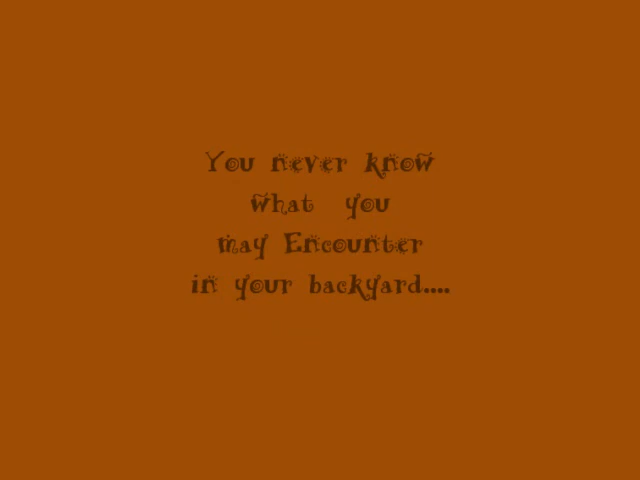 You never know
what you
may Encounter
in your backyard....